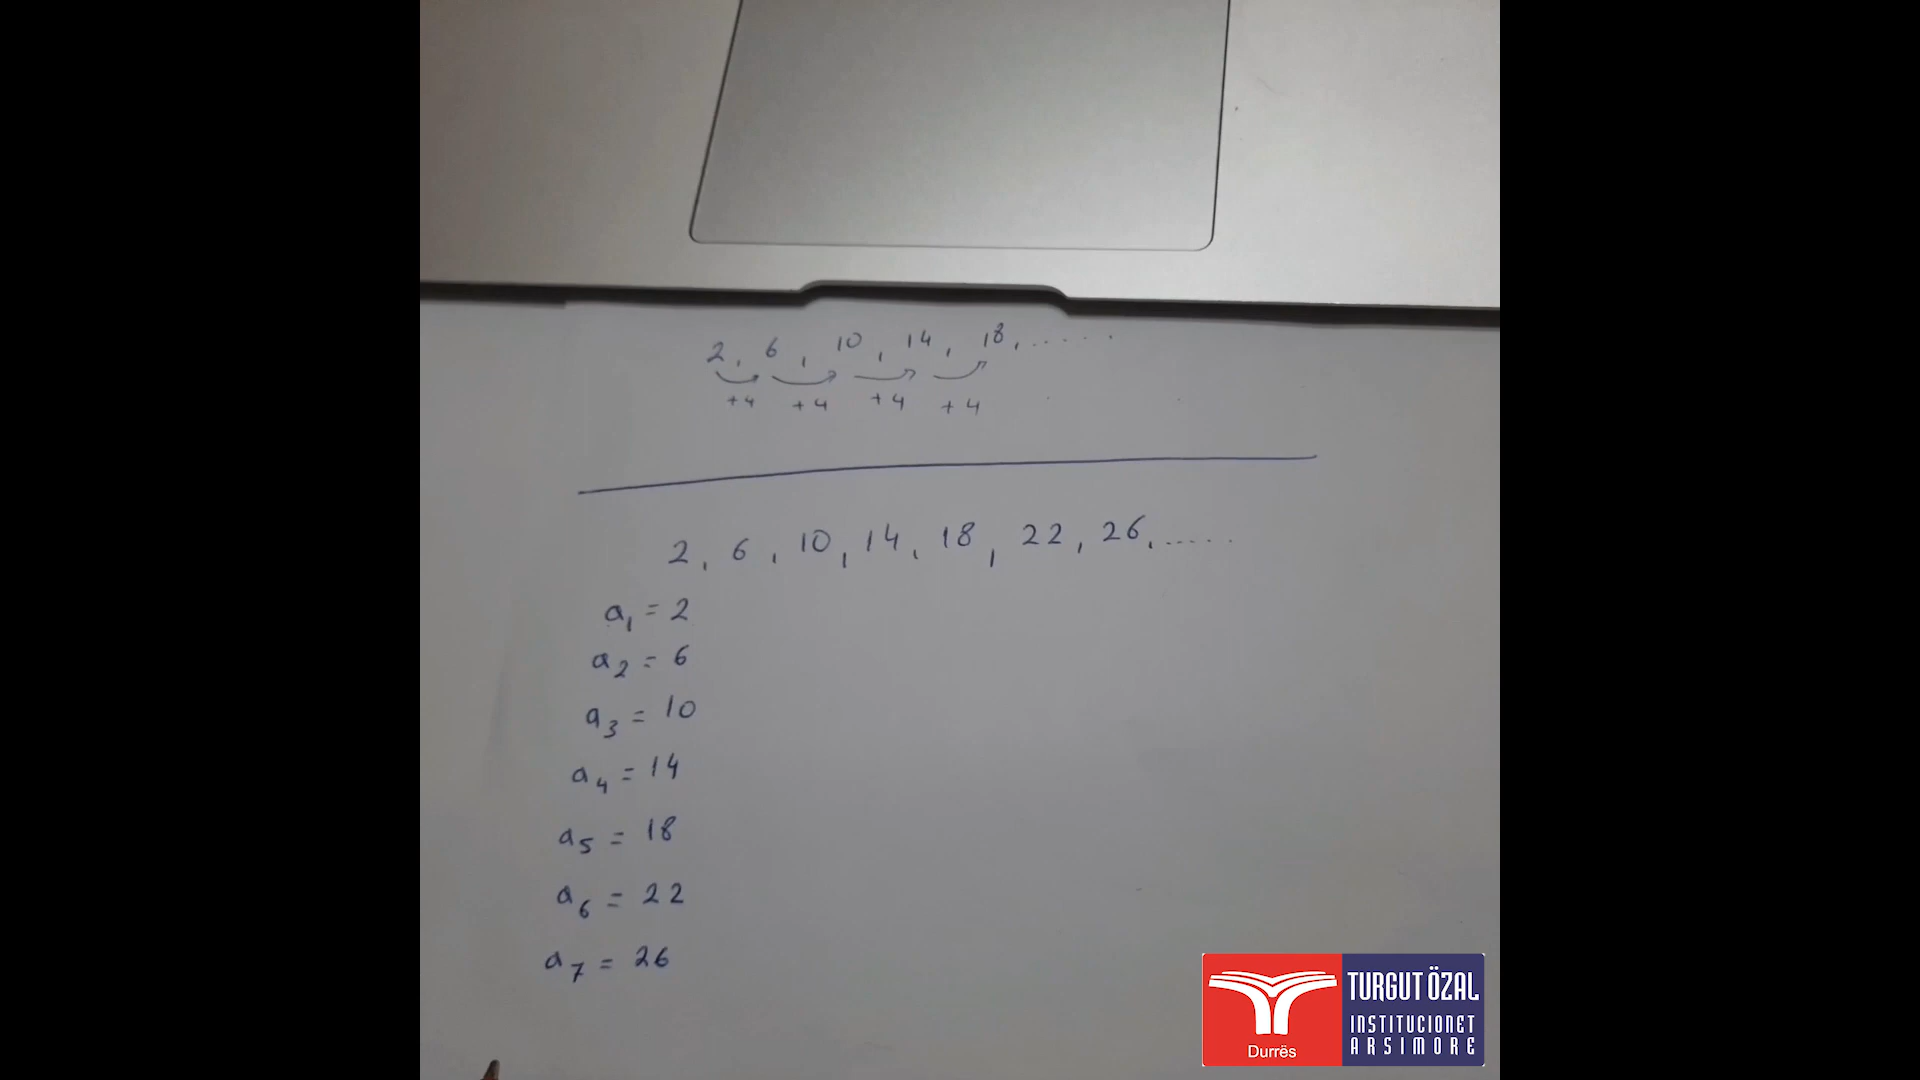 2, 6, 10, 14, 18, .....
+4 +4 +4 +4
2, 6, 10, 14, 18, 22, 26, .....
a₁ = 2
a₂ = 6
a₃ = 10
a₄ = 14
a₅ = 18
a₆ = 22
a₇ = 26
TURGUT ÖZAL
INSTITUCIONET
ARSIMORE
Durrës